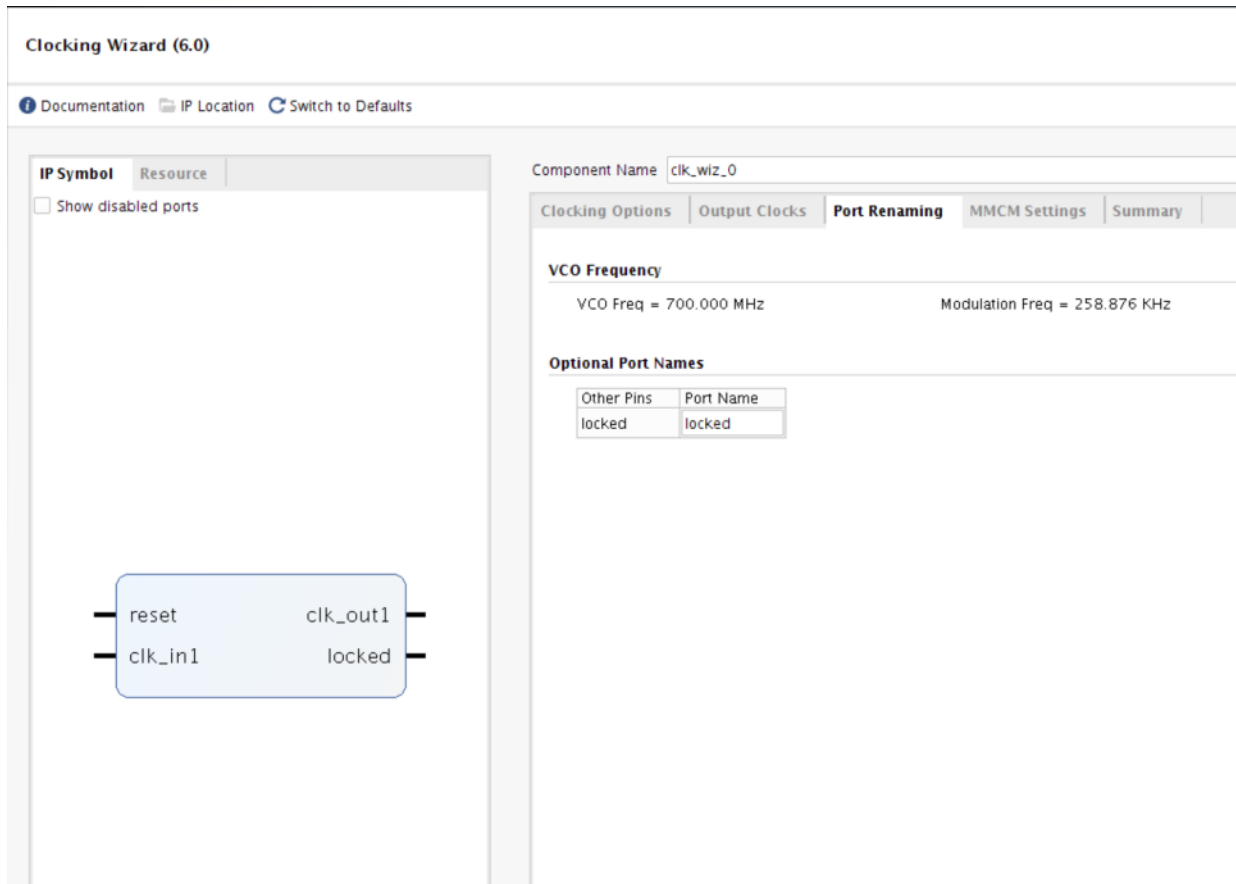 Clocking Wizard (6.0)
Documentation IP Location Switch to Defaults
IP Symbol Resource
Show disabled ports
reset clk_out1
clk_in1 locked
Component Name clk_wiz_0
Clocking Options Output Clocks Port Renaming MMCM Settings Summary
VCO Frequency
VCO Freq = 700.000 MHz Modulation Freq = 258.876 KHz
Optional Port Names
Other Pins Port Name
locked locked